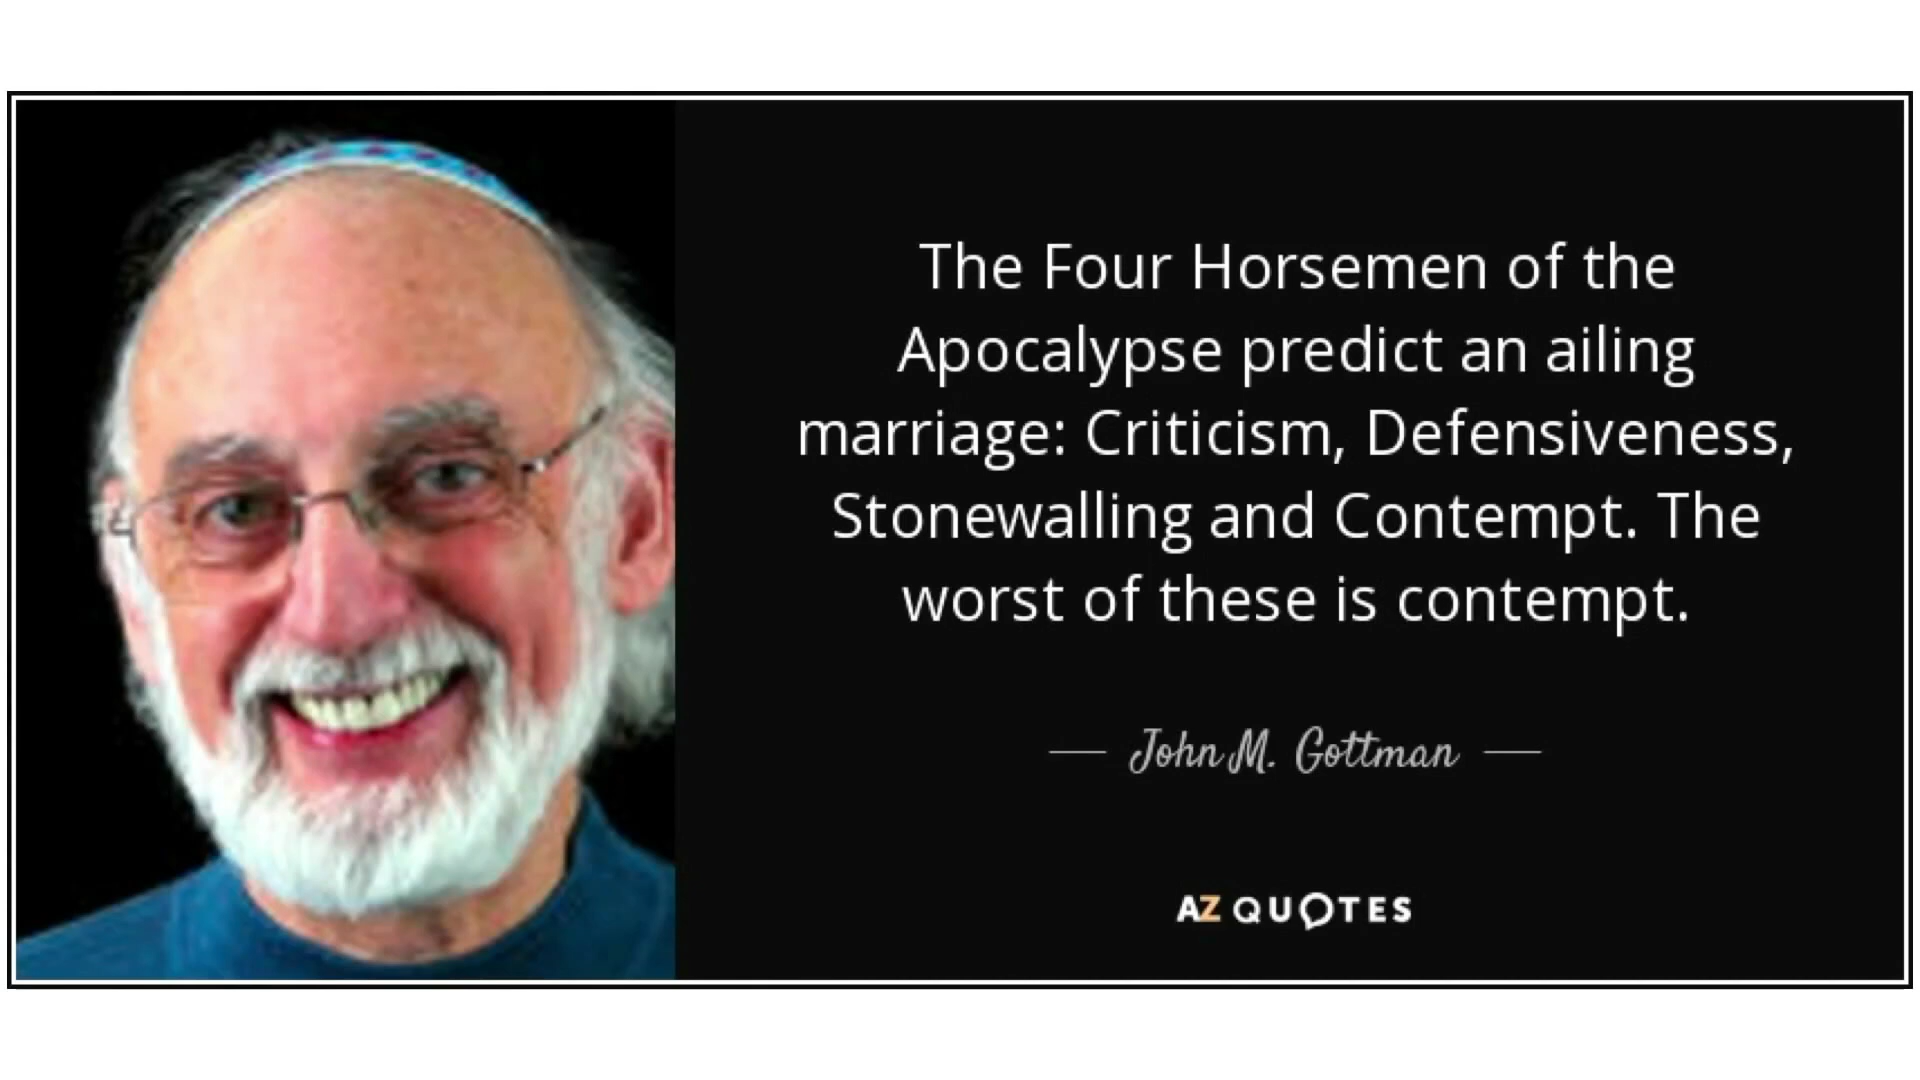 The Four Horsemen of the
Apocalypse predict an ailing
marriage: Criticism, Defensiveness,
Stonewalling and Contempt. The
worst of these is contempt.
— John M. Gottman —
AZ QUOTES